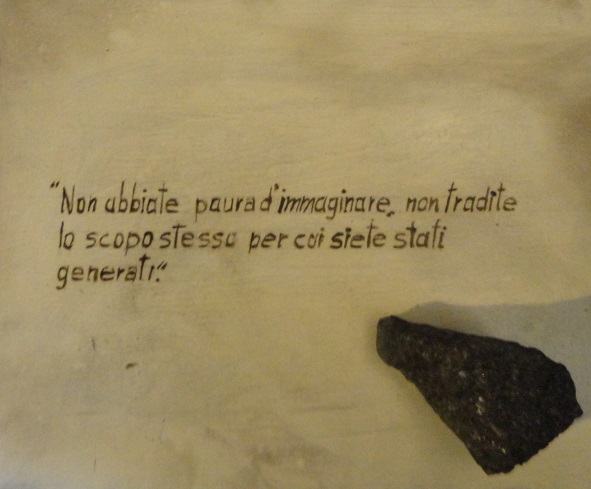 "Non abbiate paura d'immaginare, non tradite
lo scopo stesso per cui siete stati
generati."